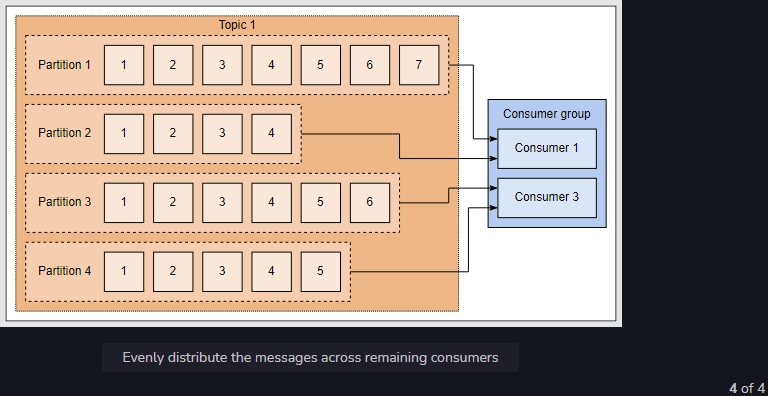 Topic 1
Partition 1 1 2 3 4 5 6 7
Partition 2 1 2 3 4
Partition 3 1 2 3 4 5 6
Partition 4 1 2 3 4 5
Consumer group
Consumer 1
Consumer 3
Evenly distribute the messages across remaining consumers
4 of 4